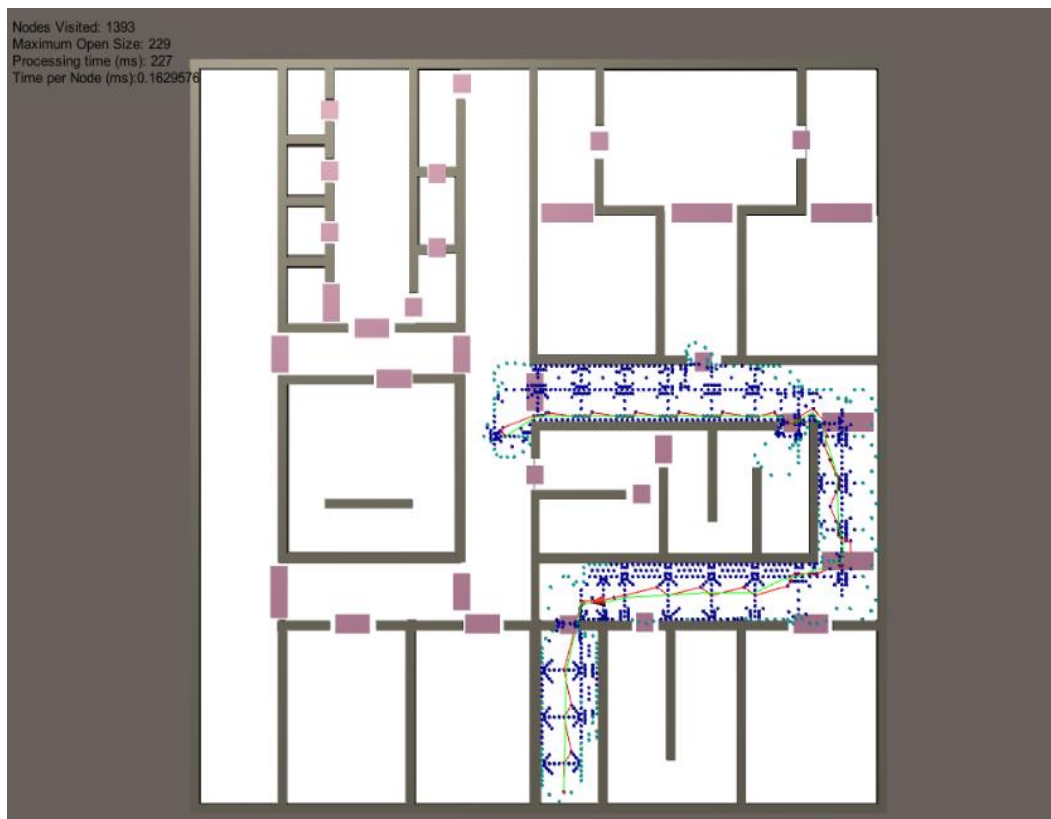 Nodes Visited: 1393
Maximum Open Size: 229
Processing time (ms): 227
Time per Node (ms):0.1629576